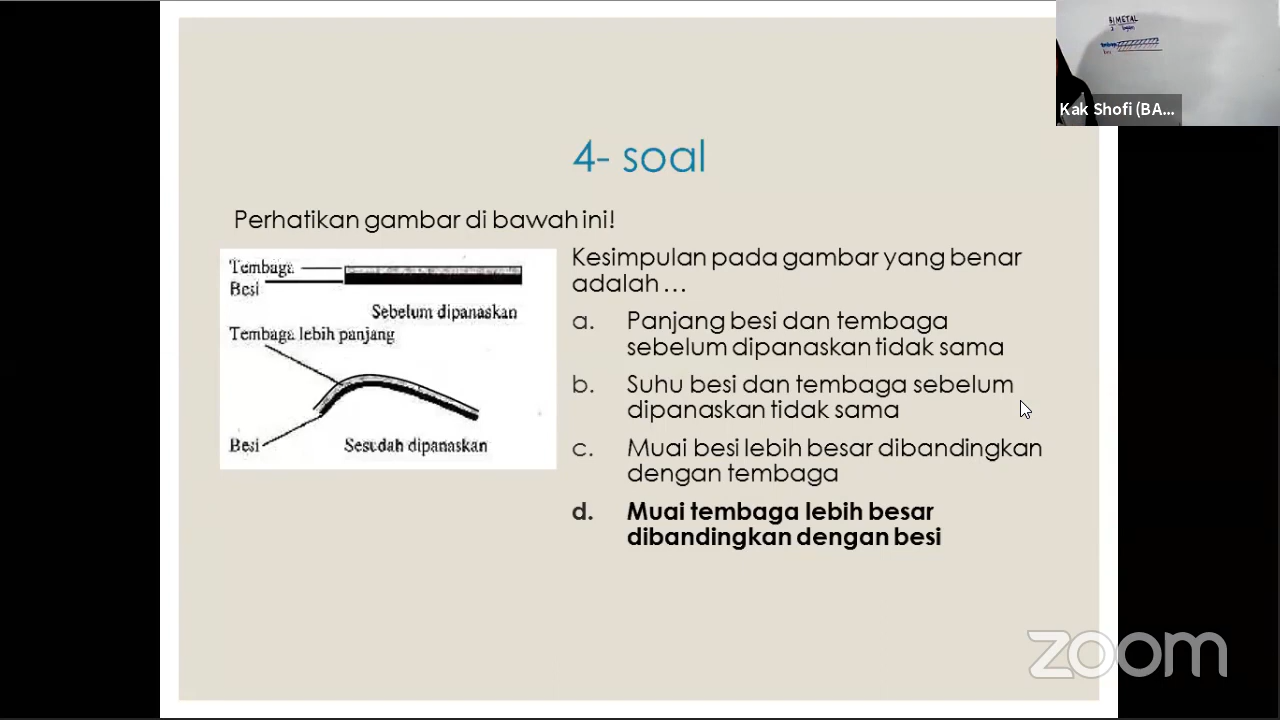 BIMETAL
Kak Shofi (BA...
4- soal
Perhatikan gambar di bawah ini!
Tembaga
Besi
Sebelum dipanaskan
Tembaga lebih panjang
Besi
Sesudah dipanaskan
Kesimpulan pada gambar yang benar
adalah ...
a. Panjang besi dan tembaga
sebelum dipanaskan tidak sama
b. Suhu besi dan tembaga sebelum
dipanaskan tidak sama
c. Muai besi lebih besar dibandingkan
dengan tembaga
d. Muai tembaga lebih besar
dibandingkan dengan besi
zoom